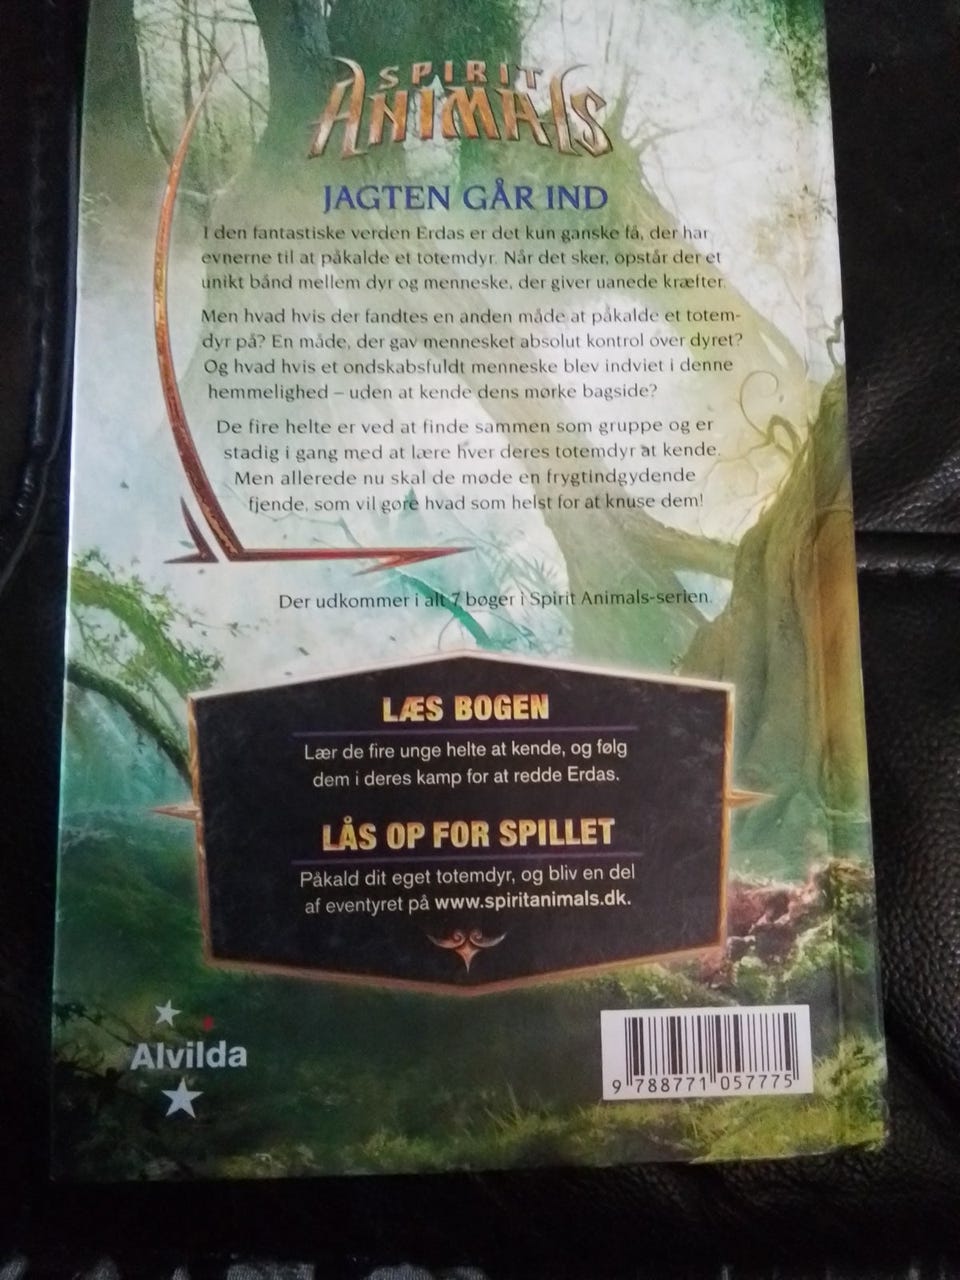 SPIRIT
ANIMALS
JAGTEN GÅR IND
I den fantastiske verden Erdas er det kun ganske få, der har
evnerne til at påkalde et totemdyr. Når det sker, opstår der et
unikt bånd mellem dyr og menneske, der giver uanede kræfter.
Men hvad hvis der fandtes en anden måde at påkalde et totem-
dyr på? En måde, der gav mennesket absolut kontrol over dyret?
Og hvad hvis et ondskabsfuldt menneske blev indviet i denne
hemmelighed – uden at kende dens mørke bagside?
De fire helte er ved at finde sammen som gruppe og er
stadig i gang med at lære hver deres totemdyr at kende.
Men allerede nu skal de møde en frygtindgydende
fjende, som vil gøre hvad som helst for at knuse dem!
Der udkommer i alt 7 bøger i Spirit Animals-serien.
LÆS BOGEN
Lær de fire unge helte at kende, og følg
dem i deres kamp for at redde Erdas.
LÅS OP FOR SPILLET
Påkald dit eget totemdyr, og bliv en del
af eventyret på www.spiritanimals.dk.
Alvilda
9 788771 057775